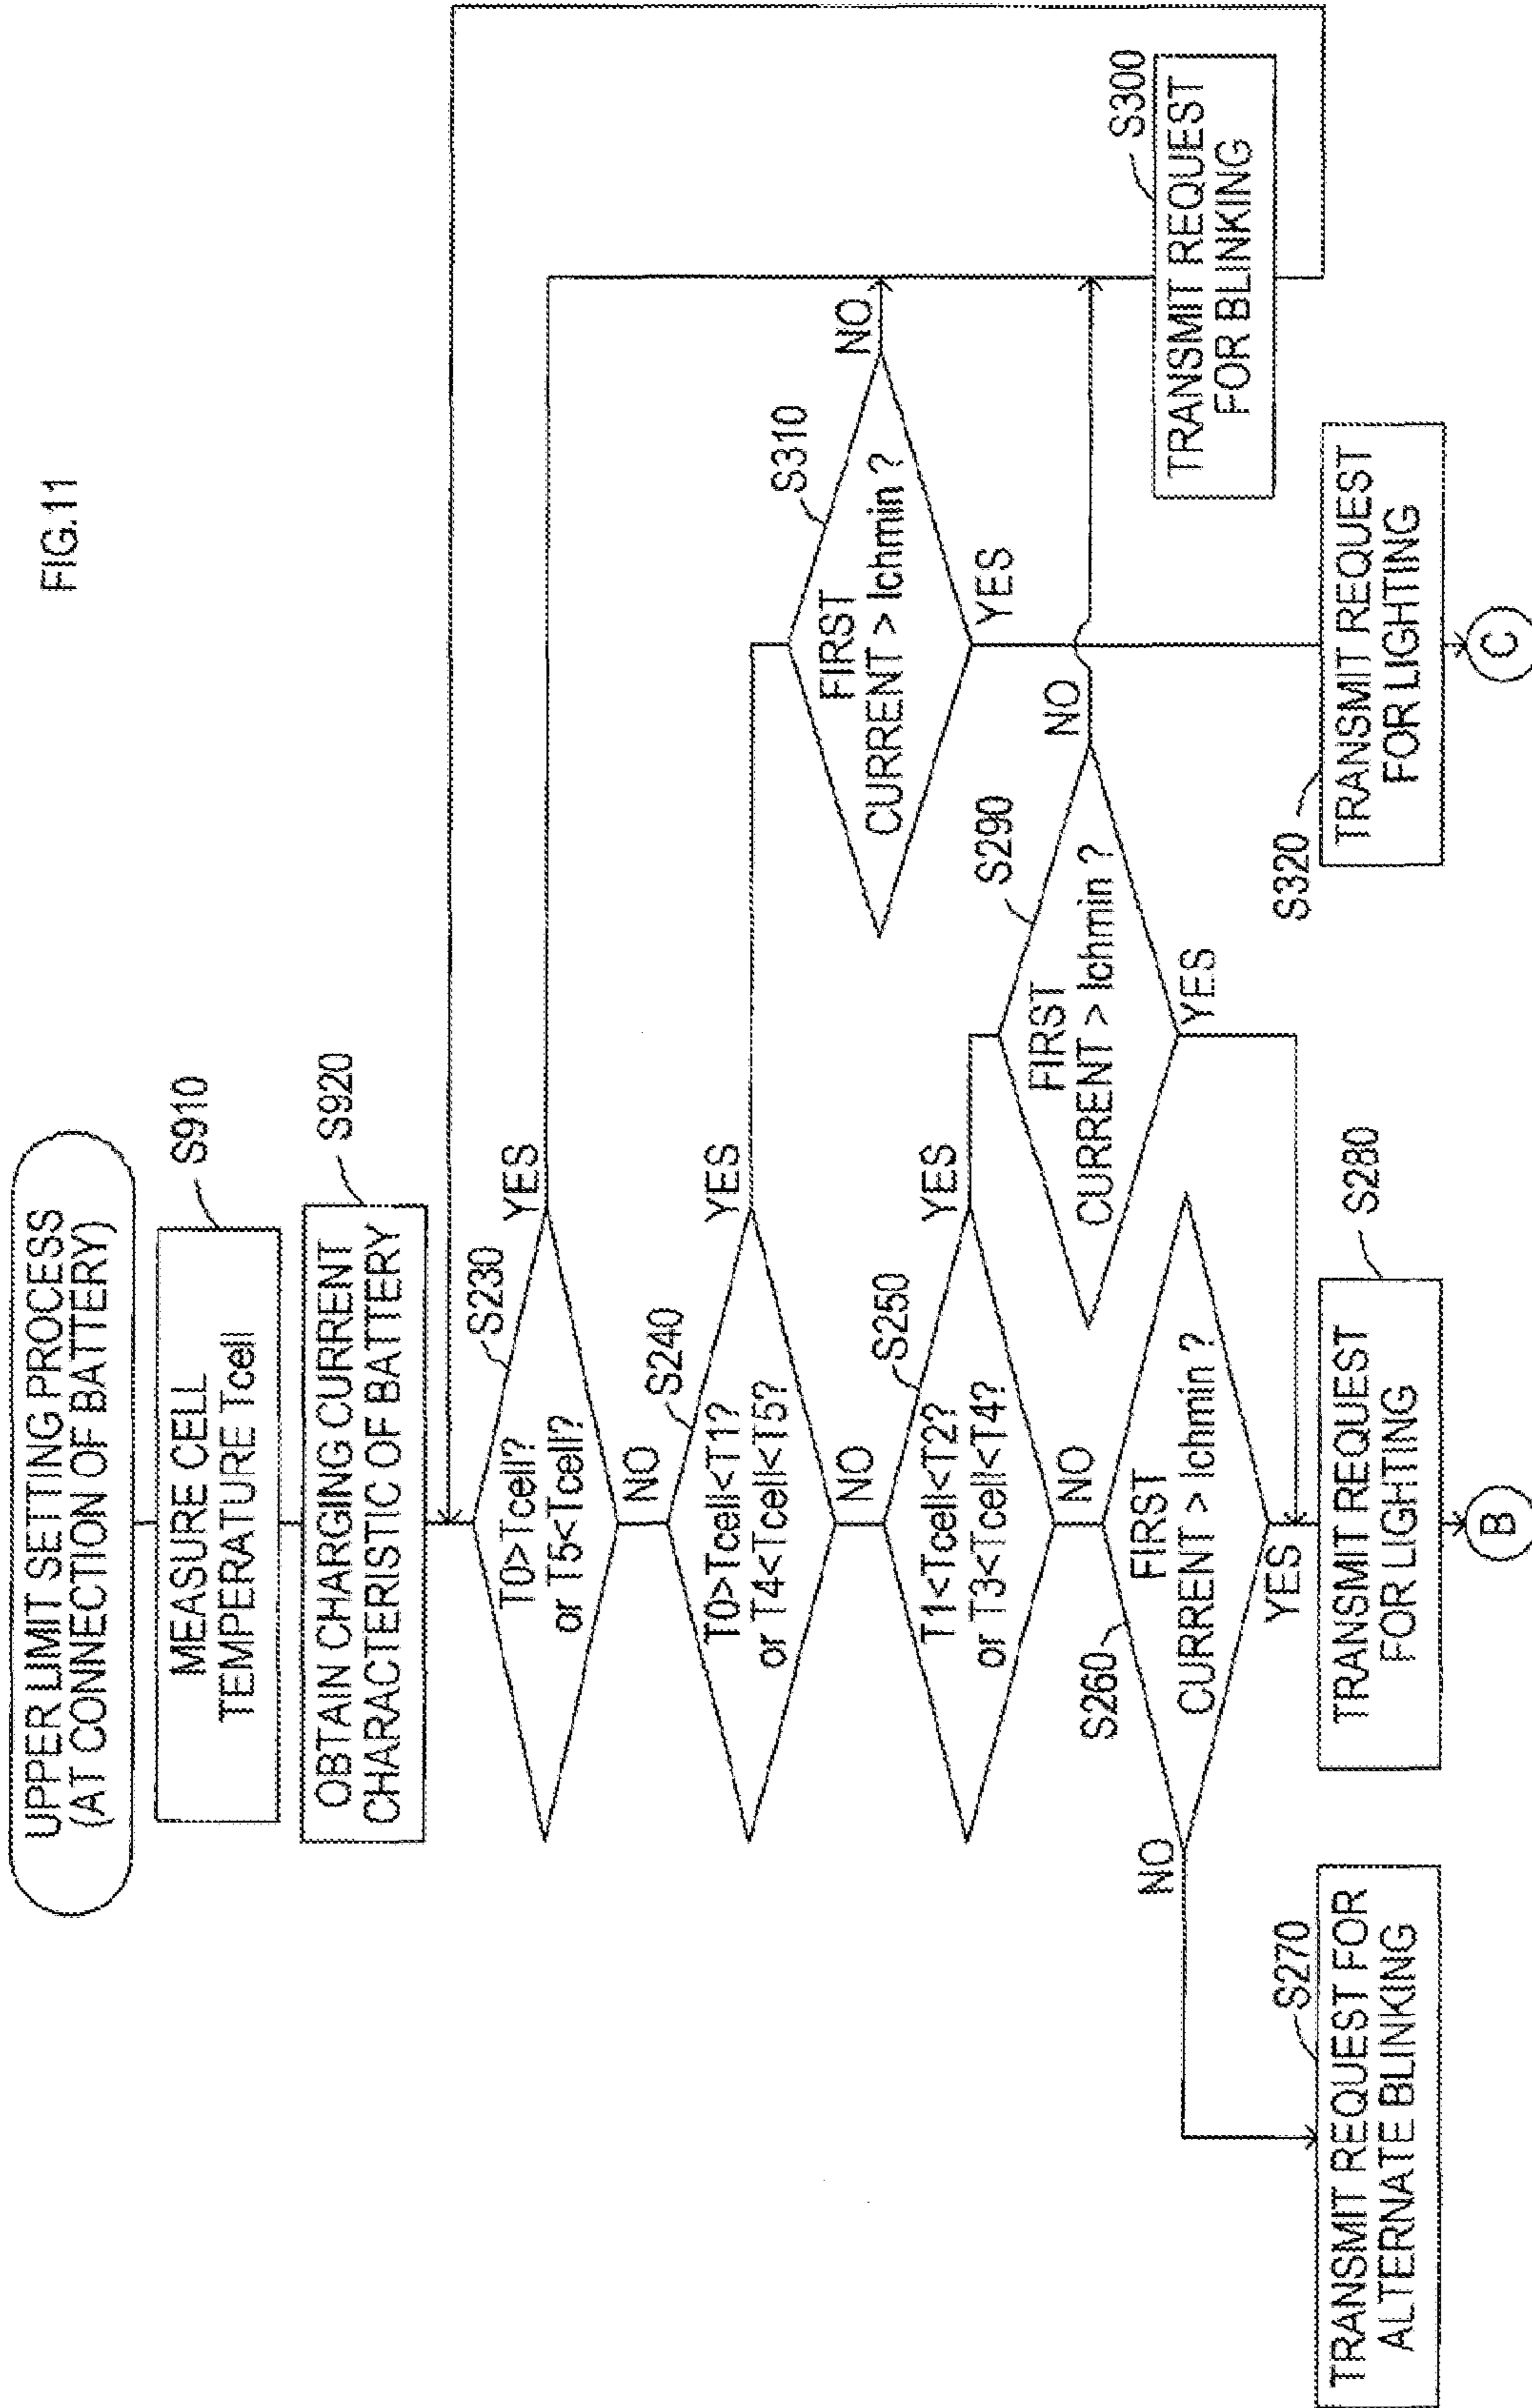 FIG.11
UPPER LIMIT SETTING PROCESS
(AT CONNECTION OF BATTERY)
S910
MEASURE CELL
TEMPERATURE Tcell
S920
OBTAIN CHARGING CURRENT
CHARACTERISTIC OF BATTERY
S230
T0>Tcell?
or T5<Tcell?
YES
NO
S240
T0>Tcell<T1?
or T4<Tcell<T5?
YES
NO
S310
FIRST
CURRENT > Ichmin ?
NO
YES
S250
T1<Tcell<T2?
or T3<Tcell<T4?
YES
NO
S290
FIRST
CURRENT > Ichmin ?
NO
YES
S260
FIRST
CURRENT > Ichmin ?
NO
YES
S300
TRANSMIT REQUEST
FOR BLINKING
S270
TRANSMIT REQUEST FOR
ALTERNATE BLINKING
S280
TRANSMIT REQUEST
FOR LIGHTING
B
S320
TRANSMIT REQUEST
FOR LIGHTING
C